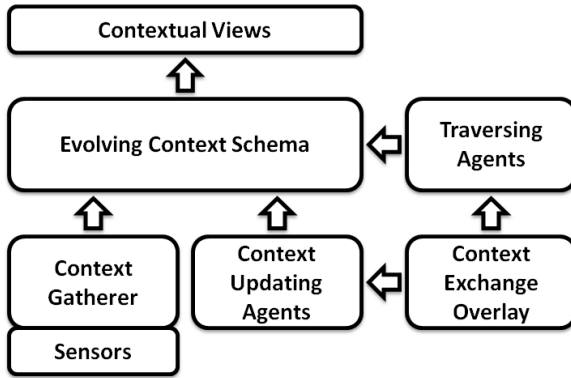 Contextual Views
Evolving Context Schema
Traversing
Agents
Context
Gatherer
Sensors
Context
Updating
Agents
Context
Exchange
Overlay